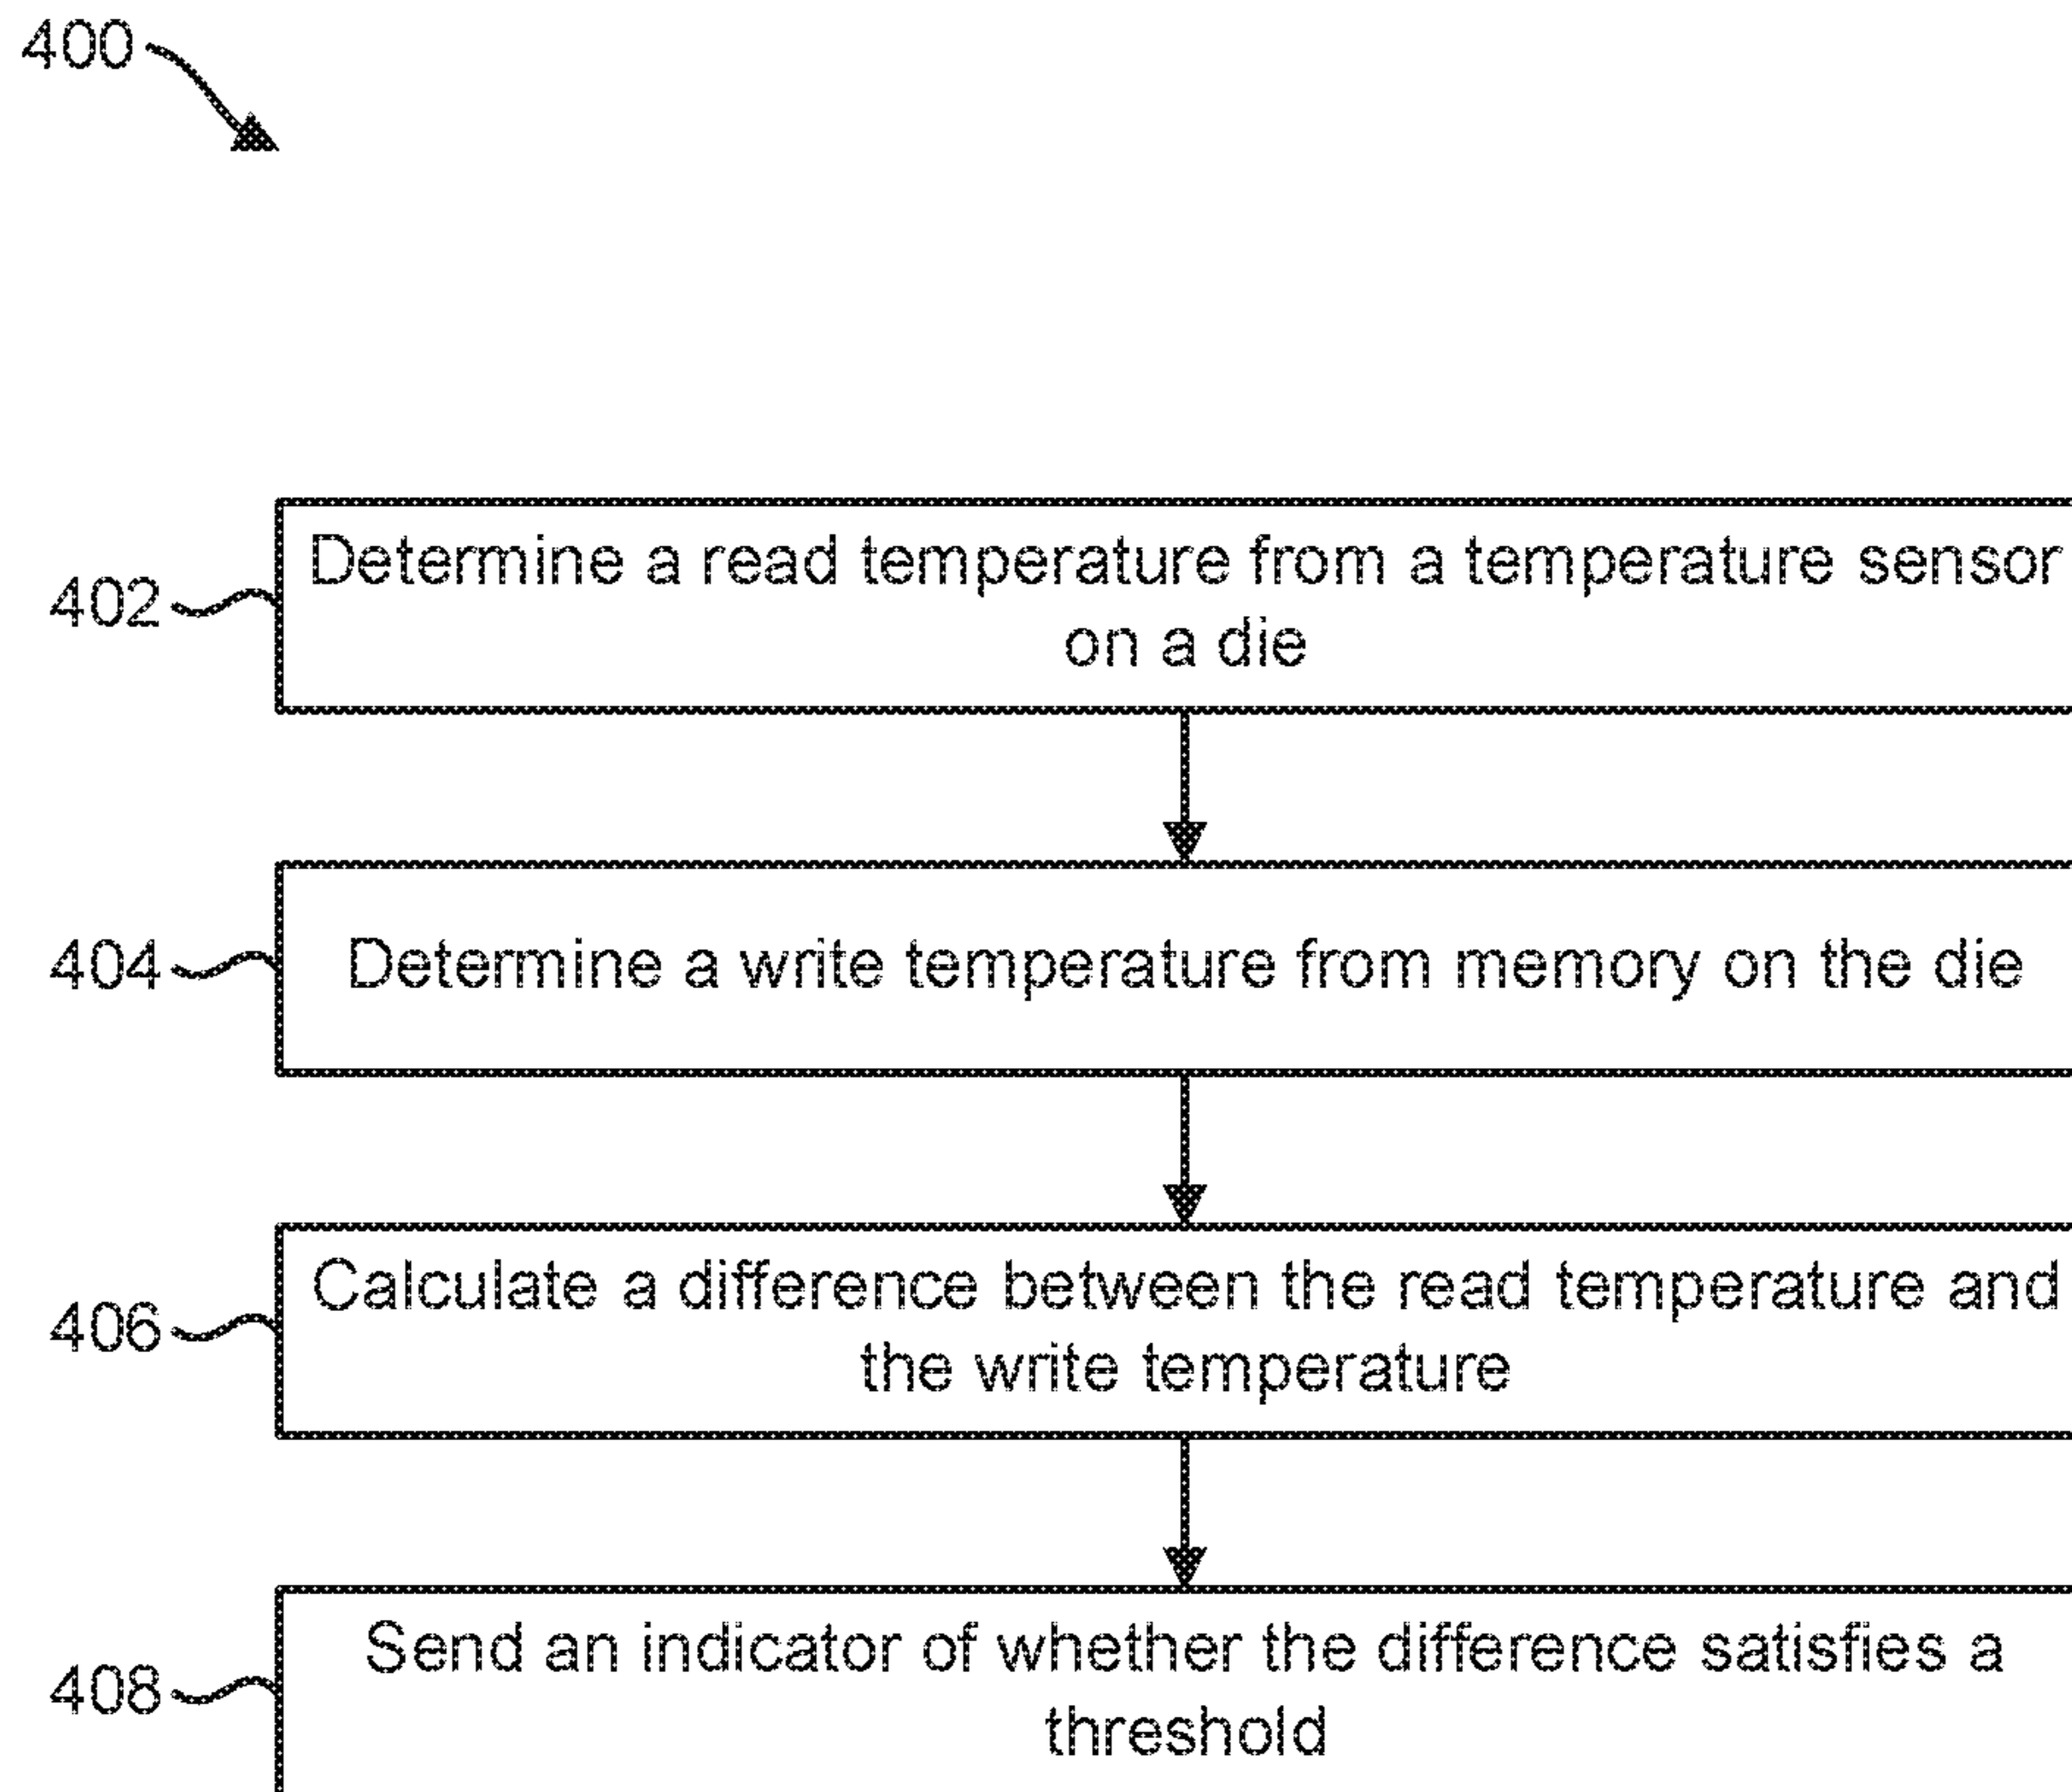 400
402
Determine a read temperature from a temperature sensor
on a die
404
Determine a write temperature from memory on the die
406
Calculate a difference between the read temperature and
the write temperature
408
Send an indicator of whether the difference satisfies a
threshold